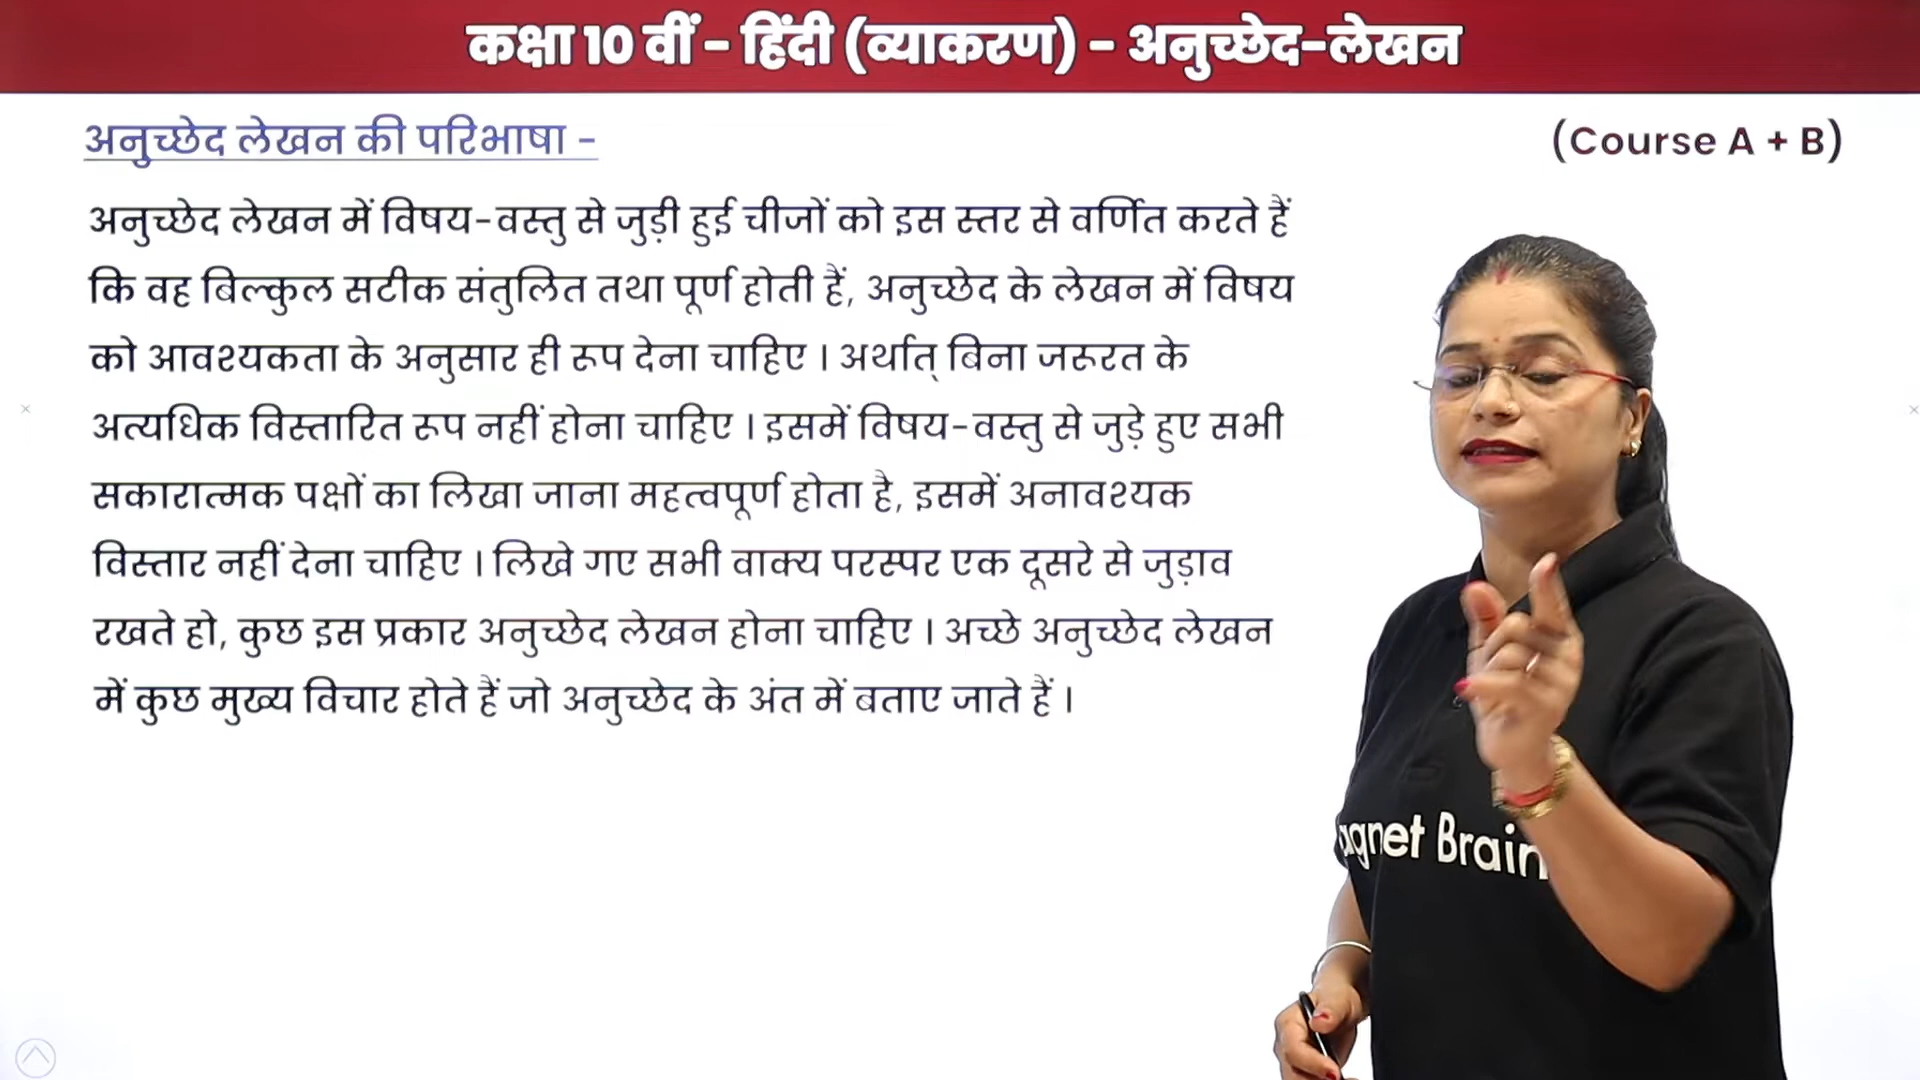 कक्षा 10 वीं - हिंदी (व्याकरण) - अनुच्छेद-लेखन
अनुच्छेद लेखन की परिभाषा -
(Course A + B)
अनुच्छेद लेखन में विषय-वस्तु से जुड़ी हुई चीजों को इस स्तर से वर्णित करते हैं
कि वह बिल्कुल सटीक संतुलित तथा पूर्ण होती हैं, अनुच्छेद के लेखन में विषय
को आवश्यकता के अनुसार ही रूप देना चाहिए । अर्थात् बिना जरूरत के
अत्यधिक विस्तारित रूप नहीं होना चाहिए । इसमें विषय-वस्तु से जुड़े हुए सभी
सकारात्मक पक्षों का लिखा जाना महत्वपूर्ण होता है, इसमें अनावश्यक
विस्तार नहीं देना चाहिए । लिखे गए सभी वाक्य परस्पर एक दूसरे से जुड़ाव
रखते हो, कुछ इस प्रकार अनुच्छेद लेखन होना चाहिए । अच्छे अनुच्छेद लेखन
में कुछ मुख्य विचार होते हैं जो अनुच्छेद के अंत में बताए जाते हैं ।
agnet Brain